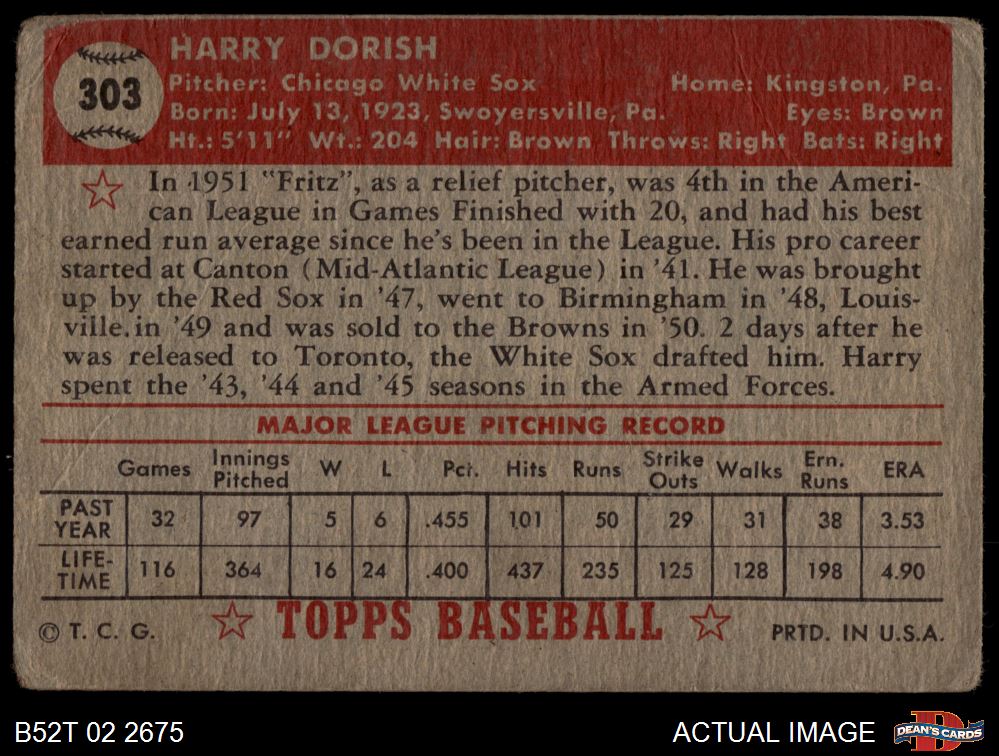 HARRY DORISH
303
Pitcher: Chicago White Sox Home: Kingston, Pa.
Born: July 13, 1923, Swoyersville, Pa. Eyes: Brown
Ht.: 5'11" Wt.: 204 Hair: Brown Throws: Right Bats: Right
In 1951 "Fritz", as a relief pitcher, was 4th in the Ameri-
can League in Games Finished with 20, and had his best
earned run average since he's been in the League. His pro career
started at Canton (Mid-Atlantic League) in '41. He was brought
up by the Red Sox in '47, went to Birmingham in '48, Louis-
ville, in '49 and was sold to the Browns in '50. 2 days after he
was released to Toronto, the White Sox drafted him. Harry
spent the '43, '44 and '45 seasons in the Armed Forces.
MAJOR LEAGUE PITCHING RECORD
Games Innings Pitched W L Pct. Hits Runs Strike Outs Walks Ern. Runs ERA
PAST YEAR 32 97 5 6 .455 101 50 29 31 38 3.53
LIFE-TIME 116 364 16 24 .400 437 235 125 128 198 4.90
© T. C. G. TOPPS BASEBALL PRTD. IN U.S.A.
B52T 02 2675 ACTUAL IMAGE DEAN'S CARDS